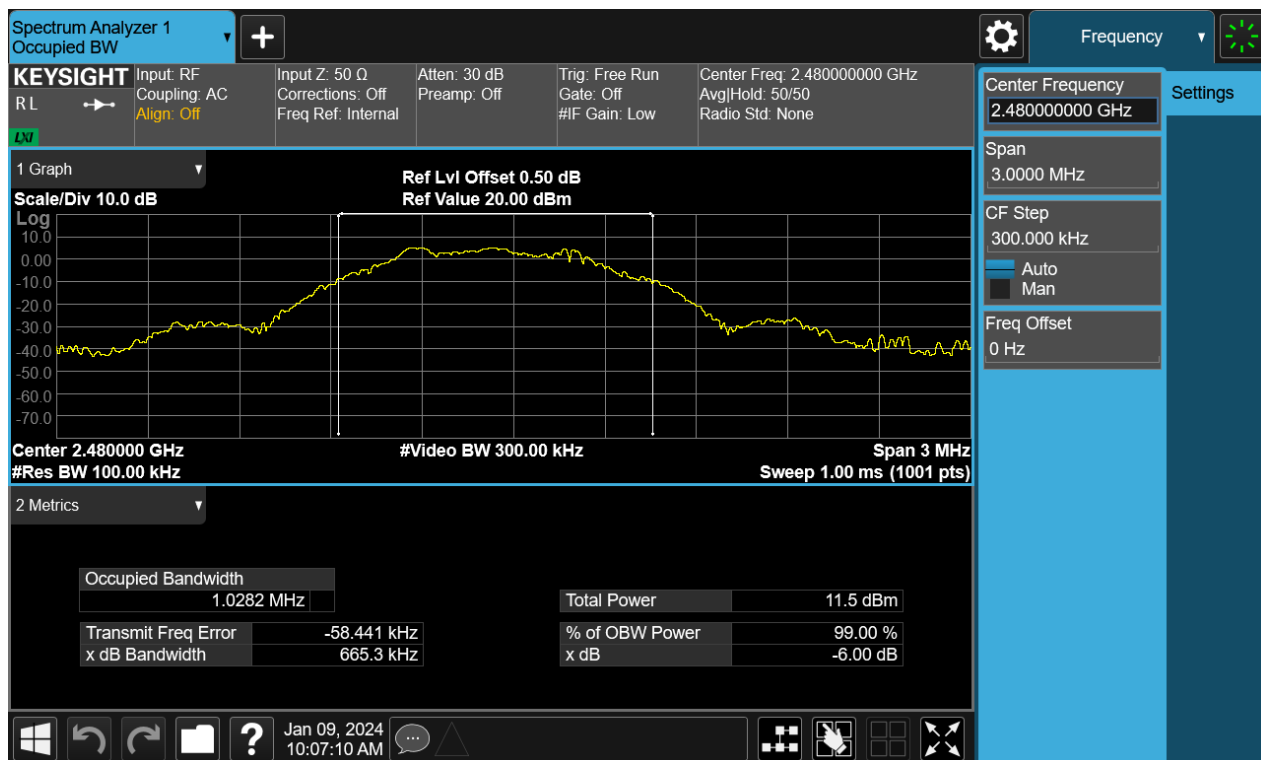 Spectrum Analyzer 1
Occupied BW
Frequency
KEYSIGHT
R L
LXI
Input: RF
Coupling: AC
Align: Off
Input Z: 50 Ω
Corrections: Off
Freq Ref: Internal
Atten: 30 dB
Preamp: Off
Trig: Free Run
Gate: Off
#IF Gain: Low
Center Freq: 2.480000000 GHz
Avg|Hold: 50/50
Radio Std: None
Center Frequency
2.480000000 GHz
Settings
Span
3.0000 MHz
CF Step
300.000 kHz
Auto
Man
Freq Offset
0 Hz
1 Graph
Scale/Div 10.0 dB
Ref Lvl Offset 0.50 dB
Ref Value 20.00 dBm
Log
10.0
0.00
-10.0
-20.0
-30.0
-40.0
-50.0
-60.0
-70.0
Center 2.480000 GHz
#Video BW 300.00 kHz
Span 3 MHz
#Res BW 100.00 kHz
Sweep 1.00 ms (1001 pts)
2 Metrics
Occupied Bandwidth
1.0282 MHz
Total Power 11.5 dBm
Transmit Freq Error -58.441 kHz
% of OBW Power 99.00 %
x dB Bandwidth 665.3 kHz
x dB -6.00 dB
?
Jan 09, 2024
10:07:10 AM